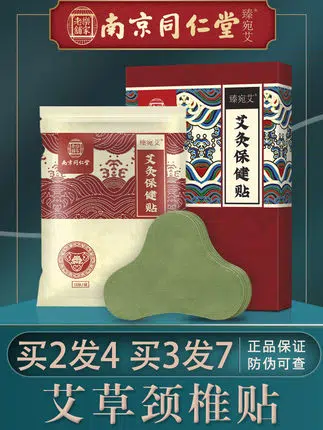 老字號舖家 南京同仁堂 臻宛艾
臻宛艾
艾灸保健贴
臻宛艾
南京同仁堂
艾灸保健贴
买2发4 买3发7
正品保证
防伪可查
艾草颈椎贴